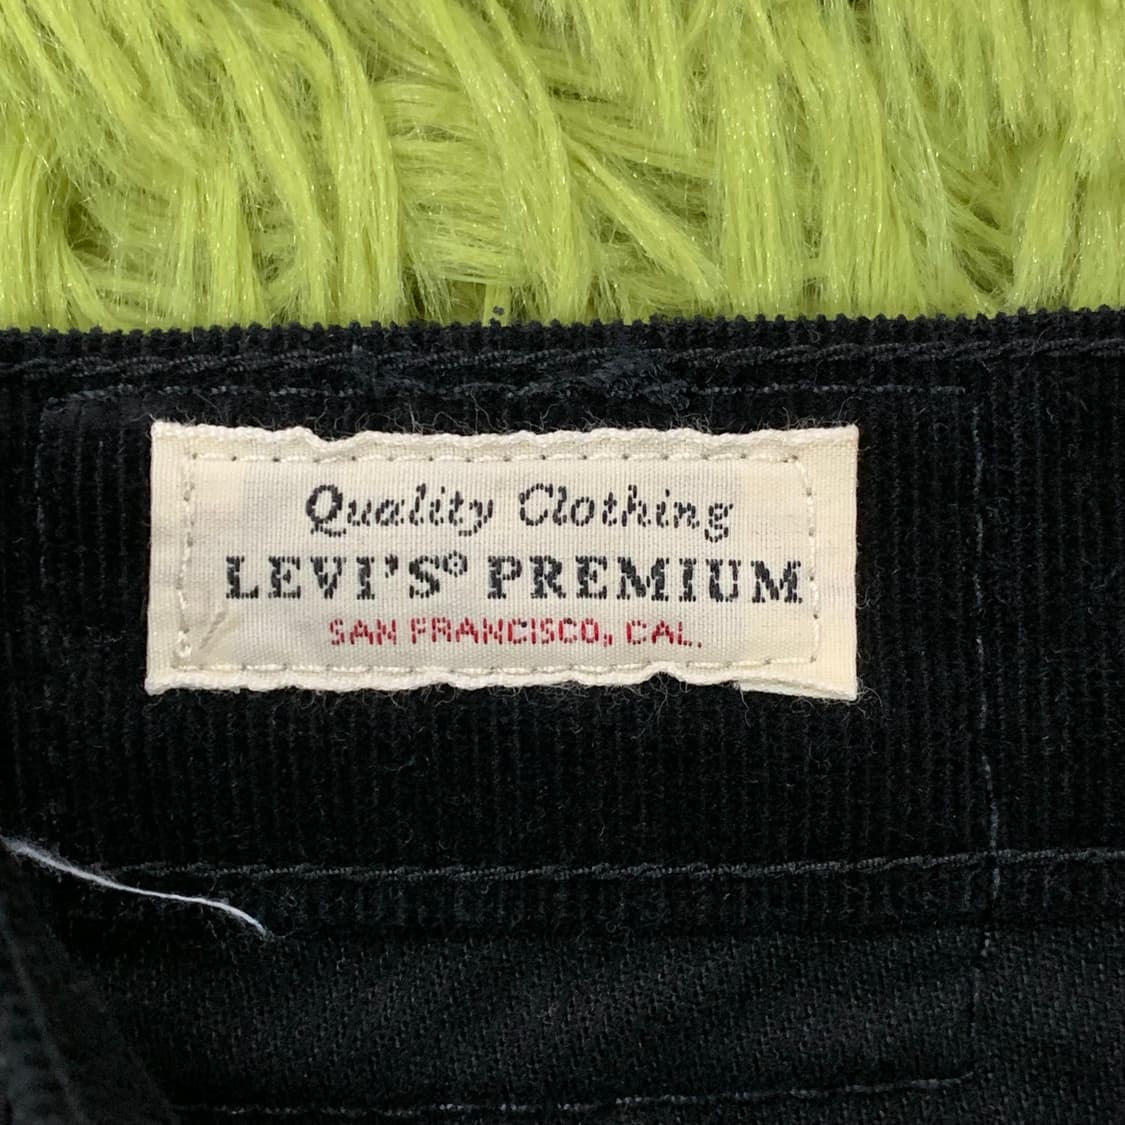 Quality Clothing
LEVI'S® PREMIUM
SAN FRANCISCO, CAL.